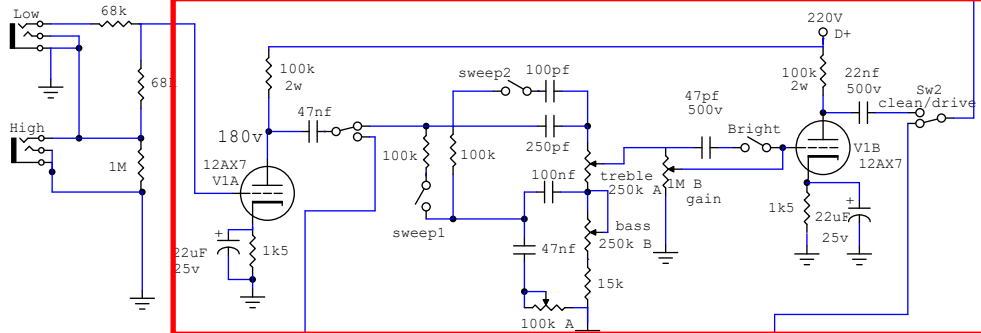 Low
68k
68k
High
1M
100k
2w
47nf
180v
12AX7
V1A
22uF
25v
1k5
sweep2
100pf
250pf
100k
100k
sweep1
100nf
47nf
treble
250k A
bass
250k B
15k
100k A
1M B
gain
47pf
500v
Bright
220V
D+
100k
2w
22nf
500v
Sw2
clean/drive
V1B
12AX7
1k5
22uF
25v